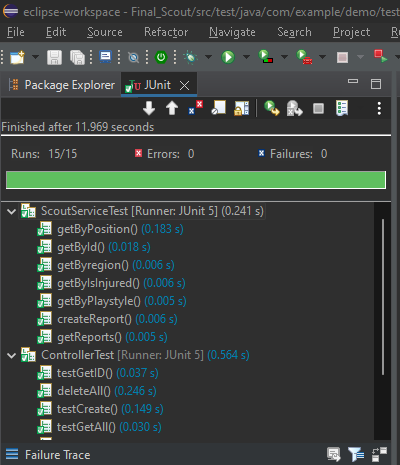 eclipse-workspace - Final_Scout/src/test/java/com/example/demo/test
File Edit Source Refactor Navigate Search
Package Explorer JUnit
Finished after 11.969 seconds
Runs: 15/15 Errors: 0 Failures: 0
ScoutServiceTest [Runner: JUnit 5] (0.241 s)
getByPosition() (0.183 s)
getById() (0.018 s)
getByregion() (0.006 s)
getByIsInjured() (0.006 s)
getByPlaystyle() (0.005 s)
createReport() (0.006 s)
getReports() (0.005 s)
ControllerTest [Runner: JUnit 5] (0.564 s)
testGetID() (0.037 s)
deleteAll() (0.246 s)
testCreate() (0.149 s)
testGetAll() (0.030 s)
Failure Trace